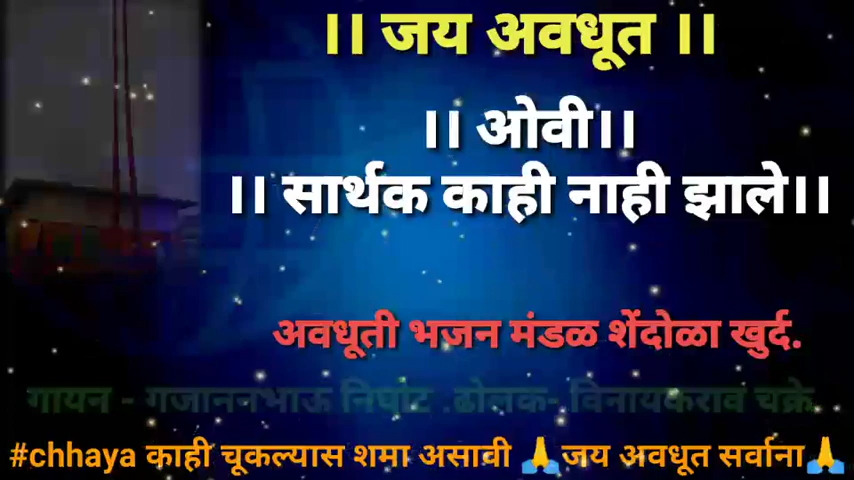 ।। जय अवधूत ।।
।। ओवी।।
।। सार्थक काही नाही झाले।।
अवधूती भजन मंडळ शेंदोळा खुर्द.
गायन - गजाननभाऊ निघोट .ढोलक- विनायकराव चक्रे
#chhaya काही चूकल्यास शमा असावी 🙏जय अवधूत सर्वाना🙏